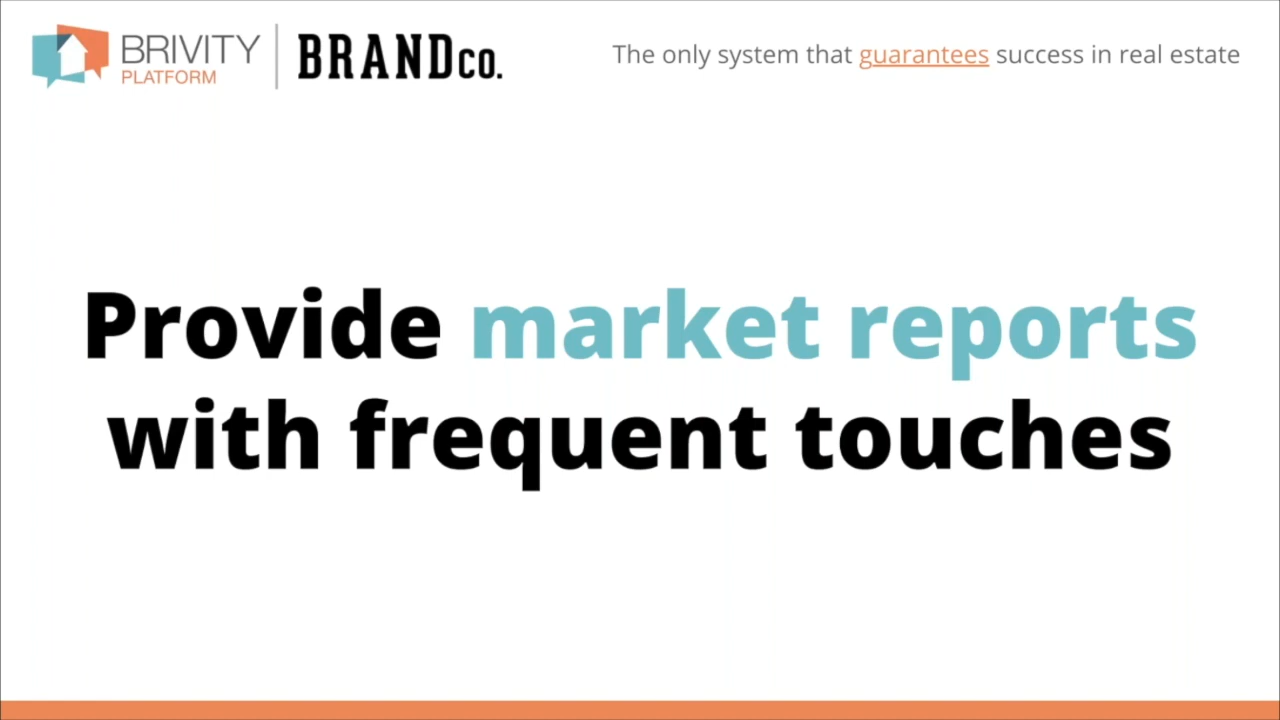 BRIVITY
PLATFORM
BRANDCO.
The only system that guarantees success in real estate
Provide market reports
with frequent touches